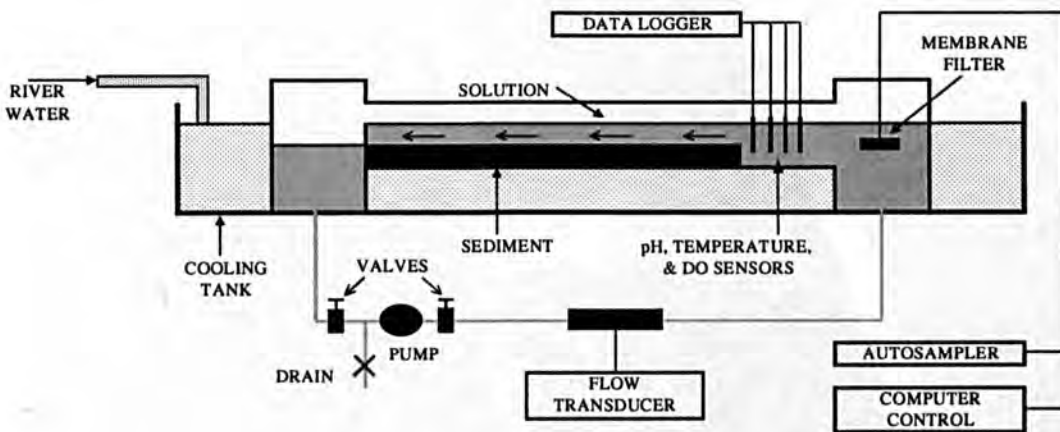 DATA LOGGER
MEMBRANE
FILTER
RIVER
WATER
SOLUTION
COOLING
TANK
SEDIMENT
pH, TEMPERATURE,
& DO SENSORS
VALVES
PUMP
DRAIN
FLOW
TRANSDUCER
AUTOSAMPLER
COMPUTER
CONTROL